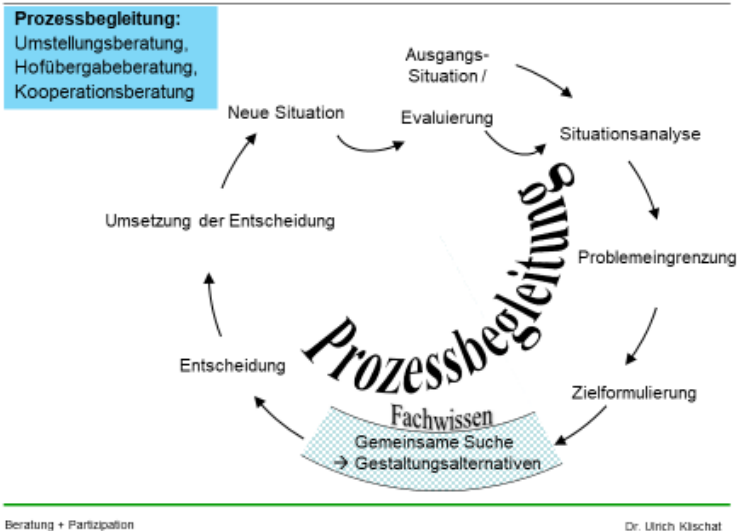 Prozessbegleitung:
Umstellungsberatung,
Hofübergabeberatung,
Kooperationsberatung
Ausgangs-
Situation /
Evaluierung
Situationsanalyse
Problemeingrenzung
Zielformulierung
Gemeinsame Suche
→ Gestaltungsalternativen
Fachwissen
Entscheidung
Umsetzung der Entscheidung
Neue Situation
Prozessbegleitung
Beratung + Partizipation
Dr. Ulrich Klischat